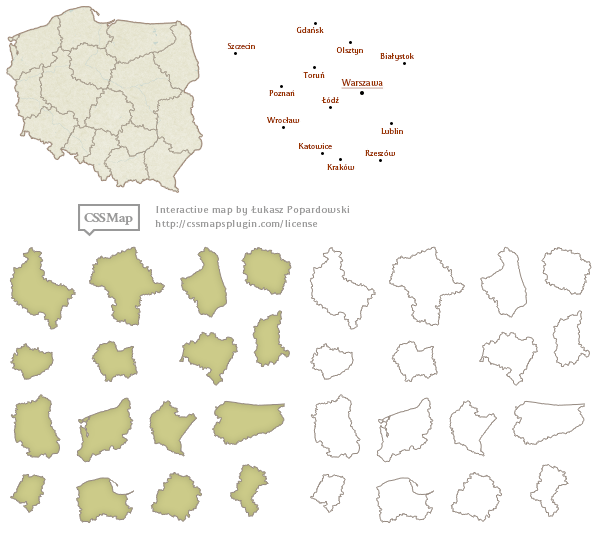 Gdańsk
Szczecin
Olsztyn
Białystok
Toruń
Warszawa
Poznań
Łódź
Wrocław
Lublin
Katowice
Rzeszów
Kraków
CSSMap
Interactive map by Łukasz Popardowski
http://cssmapsplugin.com/license